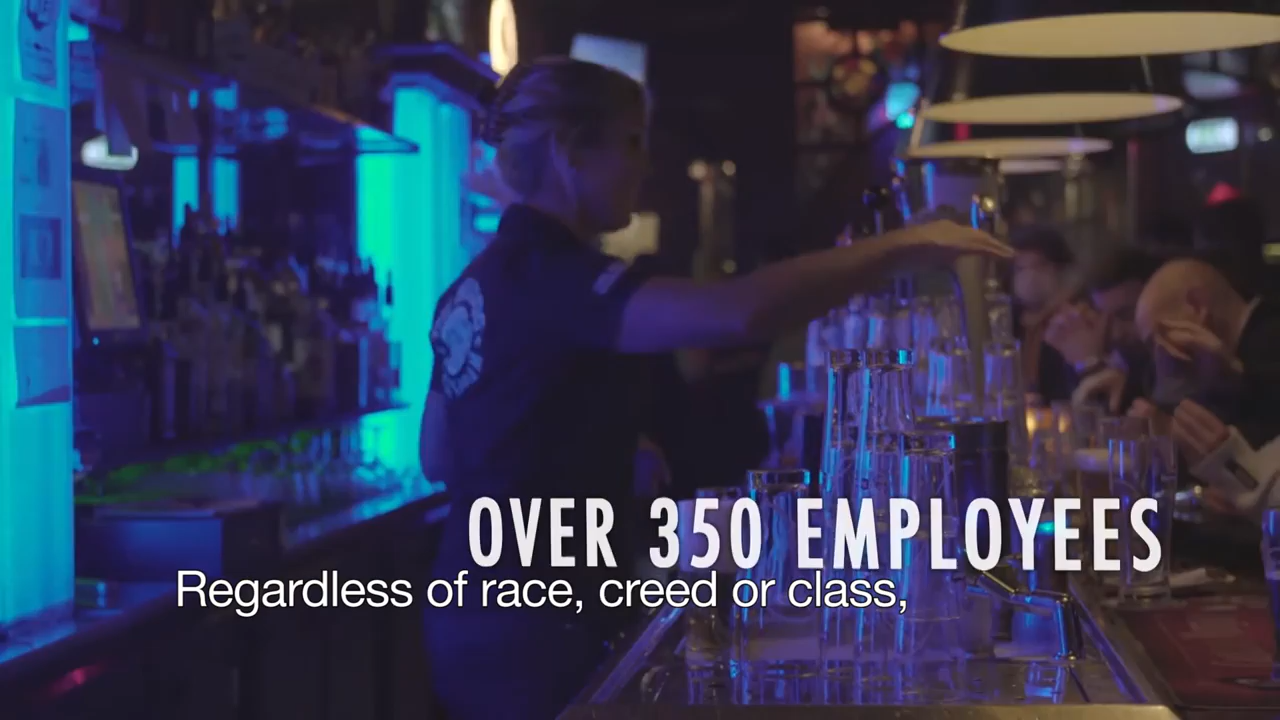 OVER 350 EMPLOYEES
Regardless of race, creed or class,